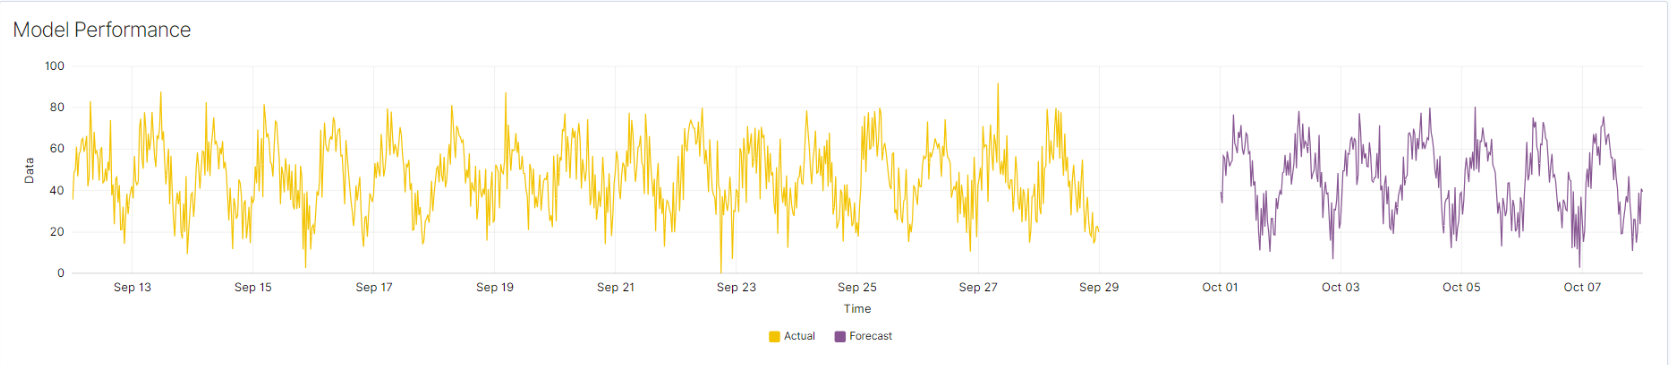 Model Performance
100
80
60
40
20
0
Data
Sep 13 Sep 15 Sep 17 Sep 19 Sep 21 Sep 23 Sep 25 Sep 27 Sep 29 Oct 01 Oct 03 Oct 05 Oct 07
Time
Actual Forecast